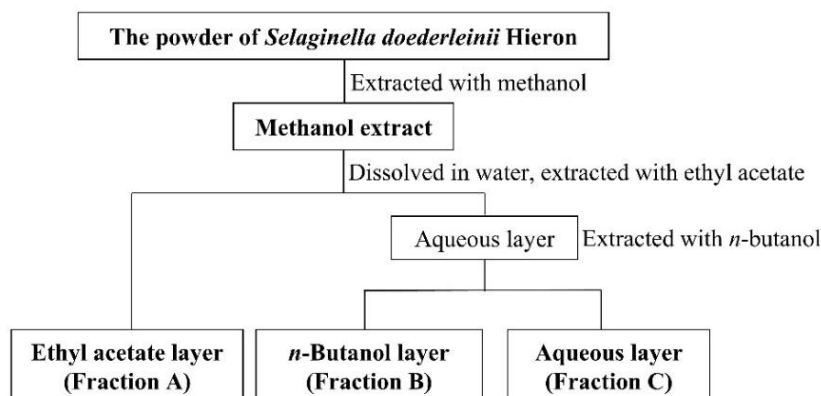 The powder of Selaginella doederleinii Hieron
Extracted with methanol
Methanol extract
Dissolved in water, extracted with ethyl acetate
Aqueous layer
Extracted with n-butanol
Ethyl acetate layer
(Fraction A)
n-Butanol layer
(Fraction B)
Aqueous layer
(Fraction C)